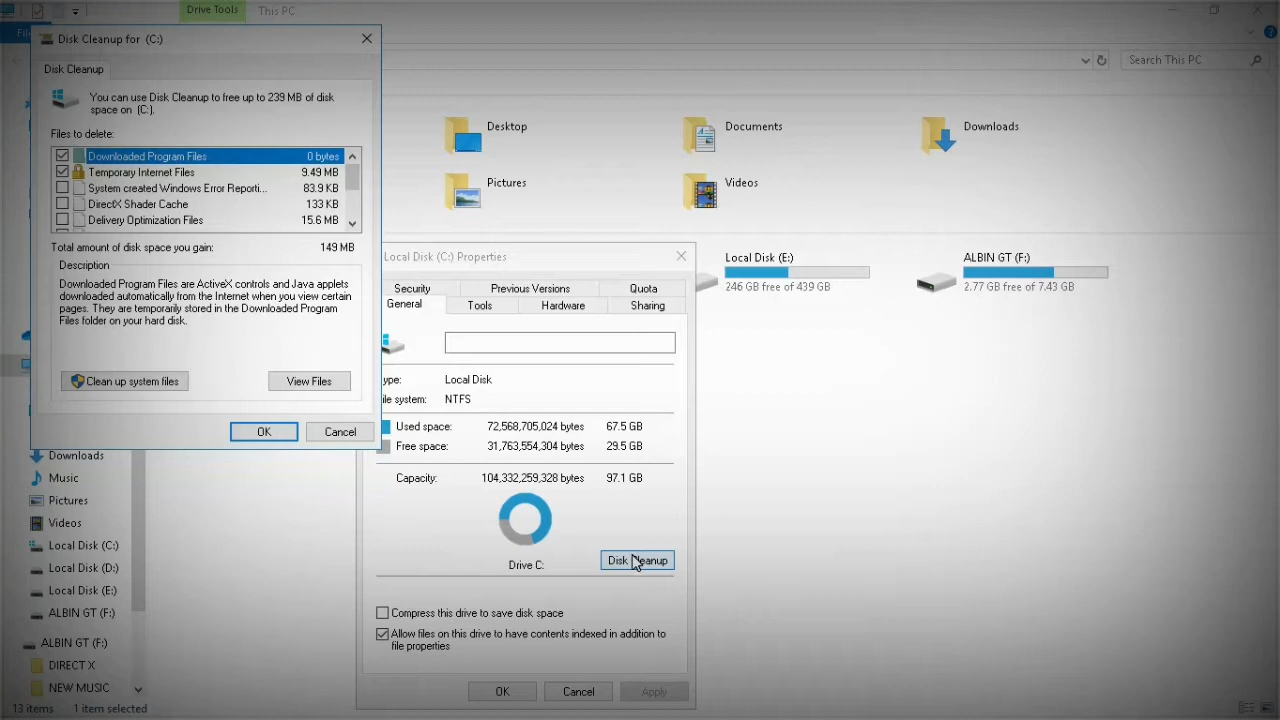 Drive Tools
This PC
Disk Cleanup for (C:)
Disk Cleanup
You can use Disk Cleanup to free up to 239 MB of disk
space on (C:).
Files to delete:
Downloaded Program Files 0 bytes
Temporary Internet Files 9.49 MB
System created Windows Error Reporti... 83.9 KB
DirectX Shader Cache 133 KB
Delivery Optimization Files 15.6 MB
Total amount of disk space you gain: 149 MB
Description
Downloaded Program Files are ActiveX controls and Java applets
downloaded automatically from the Internet when you view certain
pages. They are temporarily stored in the Downloaded Program
Files folder on your hard disk.
Clean up system files
View Files
OK
Cancel
Search This PC
Desktop
Documents
Downloads
Pictures
Videos
Local Disk (E:)
246 GB free of 439 GB
ALBIN GT (F:)
2.77 GB free of 7.43 GB
Local Disk (C:) Properties
Security
Previous Versions
Quota
General
Tools
Hardware
Sharing
Local Disk
NTFS
Used space: 72,568,705,024 bytes 67.5 GB
Free space: 31,763,554,304 bytes 29.5 GB
Capacity: 104,332,259,328 bytes 97.1 GB
Drive C:
Disk Cleanup
Compress this drive to save disk space
Allow files on this drive to have contents indexed in addition to
file properties
OK
Cancel
Apply
Downloads
Music
Pictures
Videos
Local Disk (C:)
Local Disk (D:)
Local Disk (E:)
ALBIN GT (F:)
ALBIN GT (F:)
DIRECT X
NEW MUSIC
13 items
1 item selected